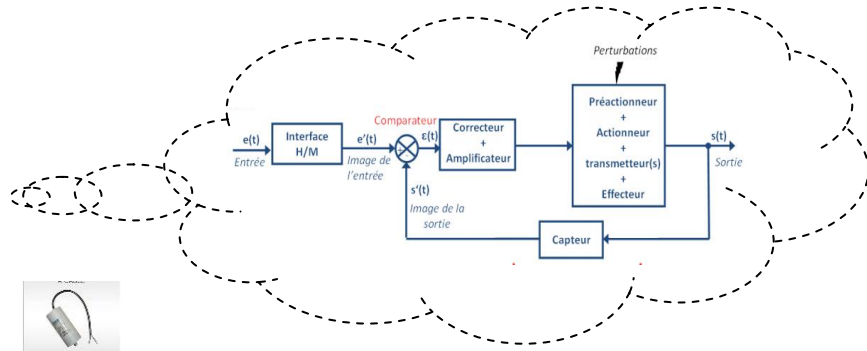 Perturbations
Préactionneur
+
Actionneur
+
transmetteur(s)
+
Effecteur
Comparateur
e(t)
Entrée
Interface
H/M
e'(t)
Image de
l'entrée
+
ε(t)
Correcteur
+
Amplificateur
s(t)
Sortie
s'(t)
Image de la
sortie
Capteur